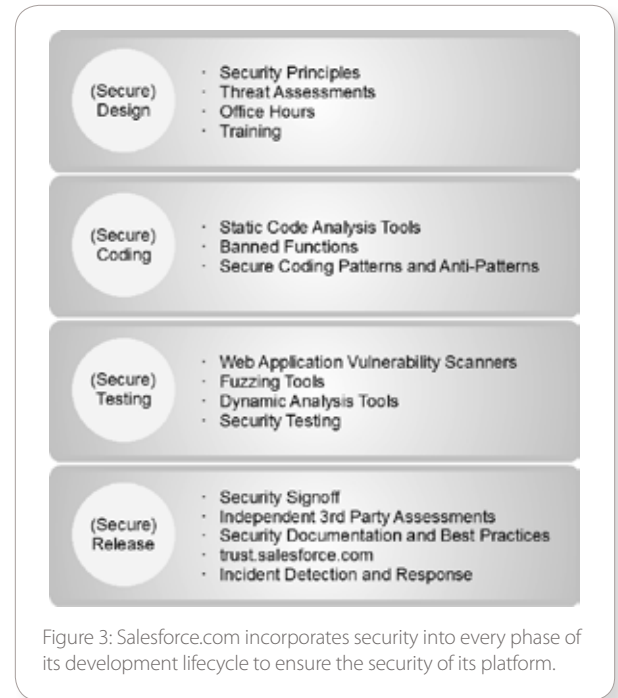 (Secure)
Design
· Security Principles
· Threat Assessments
· Office Hours
· Training
(Secure)
Coding
· Static Code Analysis Tools
· Banned Functions
· Secure Coding Patterns and Anti-Patterns
(Secure)
Testing
· Web Application Vulnerability Scanners
· Fuzzing Tools
· Dynamic Analysis Tools
· Security Testing
(Secure)
Release
· Security Signoff
· Independent 3rd Party Assessments
· Security Documentation and Best Practices
· trust.salesforce.com
· Incident Detection and Response
Figure 3: Salesforce.com incorporates security into every phase of
its development lifecycle to ensure the security of its platform.